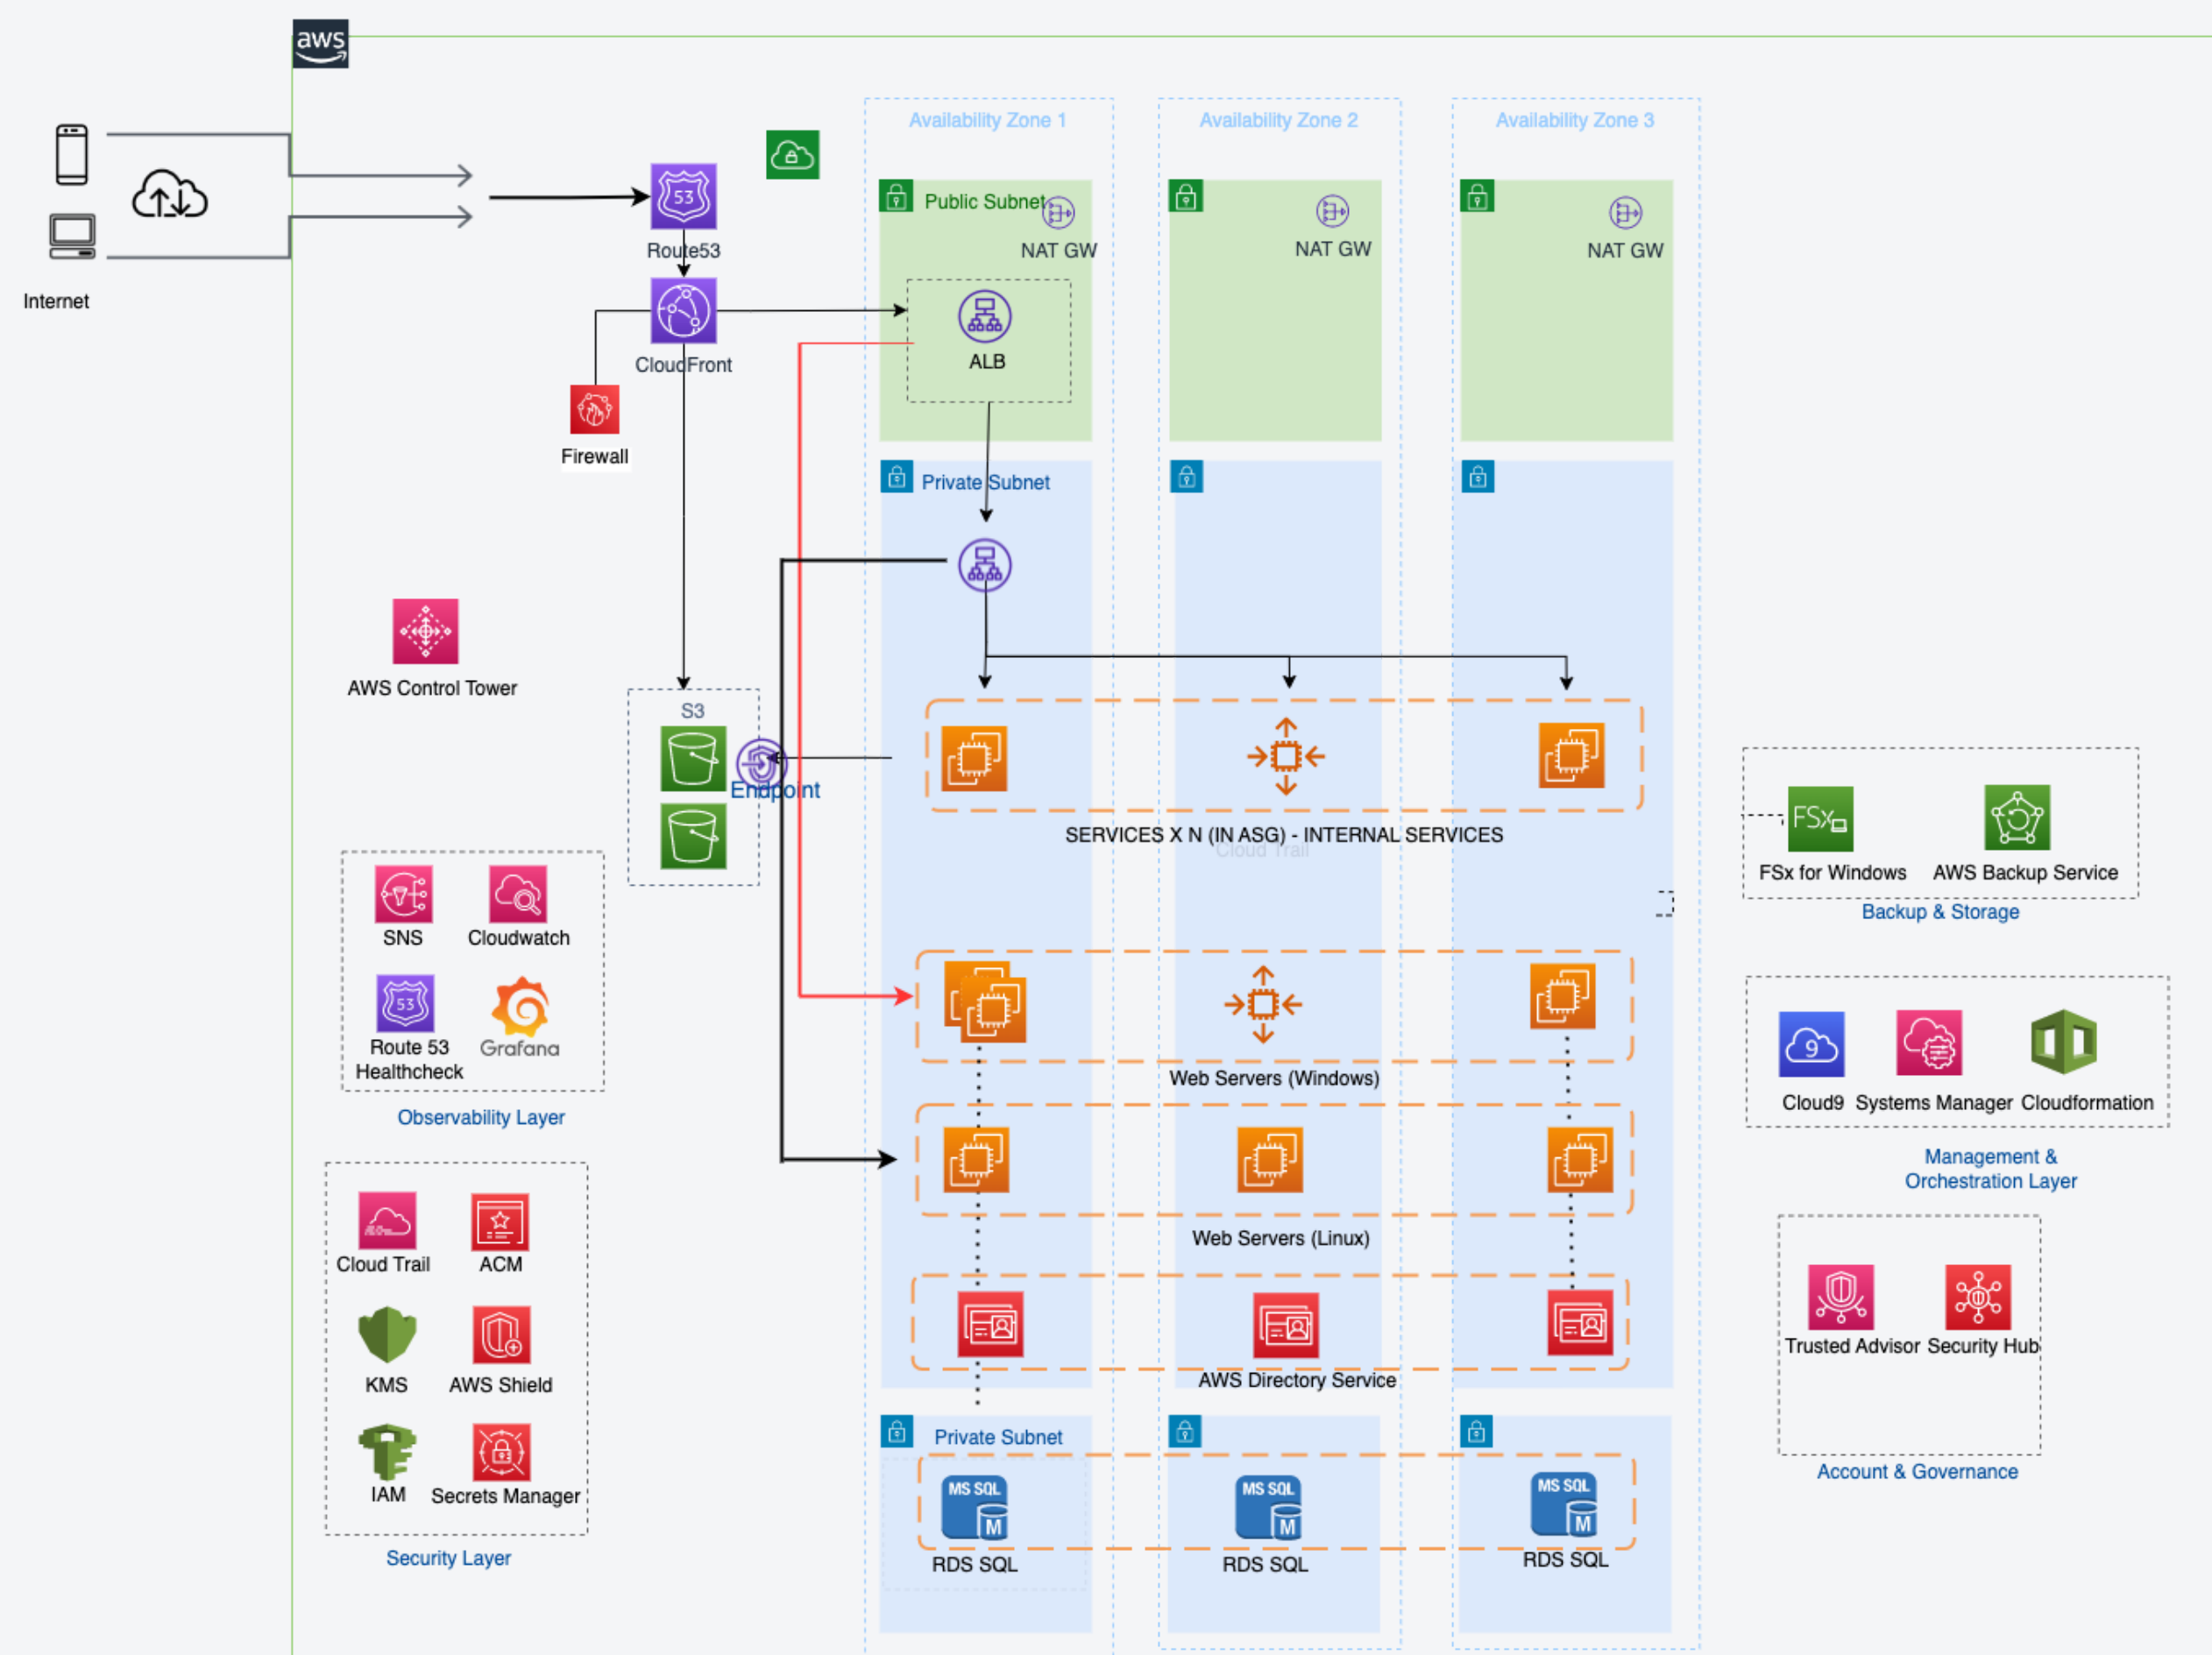 aws
Availability Zone 1
Availability Zone 2
Availability Zone 3
Public Subnet
NAT GW
NAT GW
NAT GW
53
Route53
Internet
CloudFront
ALB
Firewall
Private Subnet
AWS Control Tower
S3
Endpoint
SERVICES X N (IN ASG) - INTERNAL SERVICES
Cloud Trail
FSx
FSx for Windows
AWS Backup Service
Backup & Storage
SNS
Cloudwatch
53
Route 53
Healthcheck
Grafana
Observability Layer
Web Servers (Windows)
9
Cloud9
Systems Manager
Cloudformation
Management &
Orchestration Layer
Web Servers (Linux)
Cloud Trail
ACM
KMS
AWS Shield
IAM
Secrets Manager
Security Layer
Trusted Advisor
Security Hub
Account & Governance
AWS Directory Service
Private Subnet
MS SQL
M
RDS SQL
MS SQL
M
RDS SQL
MS SQL
M
RDS SQL